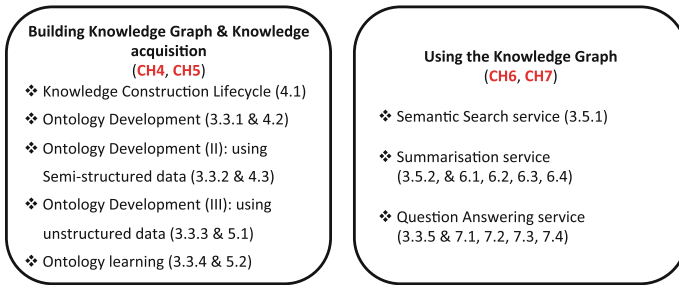 Building Knowledge Graph & Knowledge
acquisition
(CH4, CH5)
❖ Knowledge Construction Lifecycle (4.1)
❖ Ontology Development (3.3.1 & 4.2)
❖ Ontology Development (II): using
Semi-structured data (3.3.2 & 4.3)
❖ Ontology Development (III): using
unstructured data (3.3.3 & 5.1)
❖ Ontology learning (3.3.4 & 5.2)
Using the Knowledge Graph
(CH6, CH7)
❖ Semantic Search service (3.5.1)
❖ Summarisation service
(3.5.2, & 6.1, 6.2, 6.3, 6.4)
❖ Question Answering service
(3.3.5 & 7.1, 7.2, 7.3, 7.4)